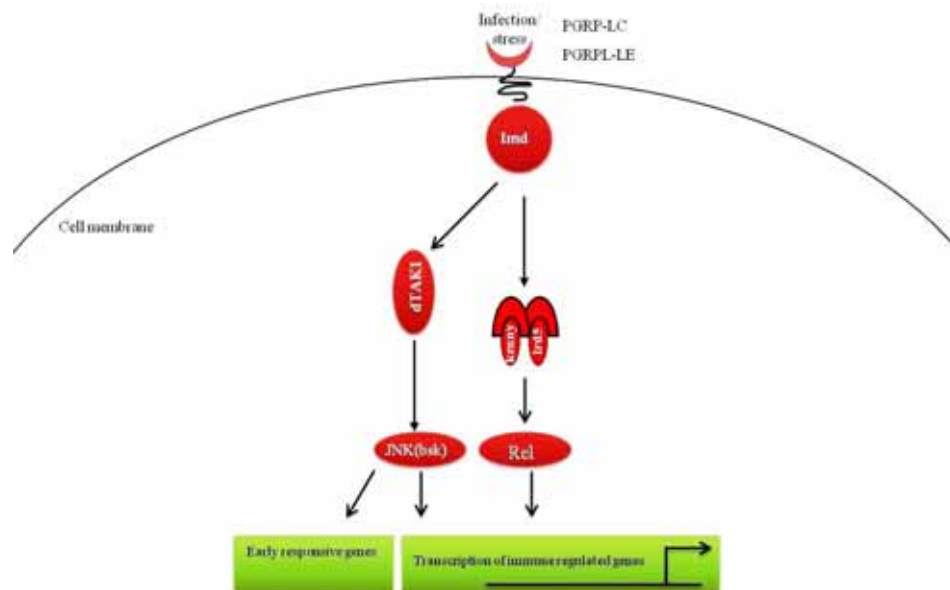 Infection/
stress
PGRP-LC
PGRPL-LE
Imd
Cell membrane
dTAK1
kenny
Ird5
JNK(bsk)
Rel
Early responsive genes
Transcription of immune regulated genes